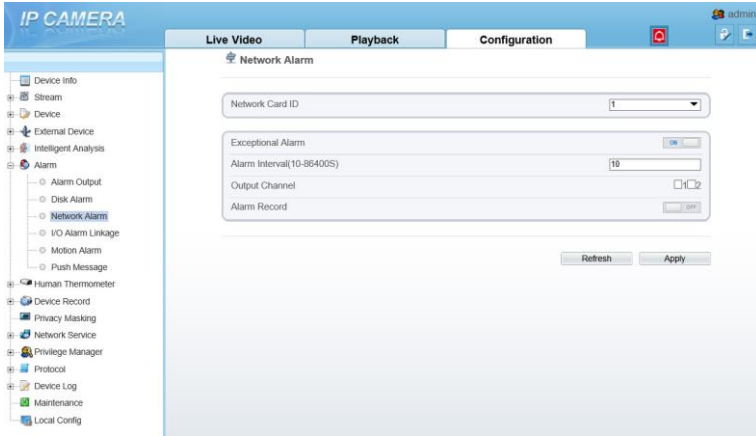 IP CAMERA
admin
Live Video Playback Configuration
Network Alarm
Device Info
Stream
Device
External Device
Intelligent Analysis
Alarm
Alarm Output
Disk Alarm
Network Alarm
I/O Alarm Linkage
Motion Alarm
Push Message
Human Thermometer
Device Record
Privacy Masking
Network Service
Privilege Manager
Protocol
Device Log
Maintenance
Local Config
Network Card ID 1
Exceptional Alarm ON
Alarm Interval(10-86400S) 10
Output Channel 1 2
Alarm Record OFF
Refresh Apply